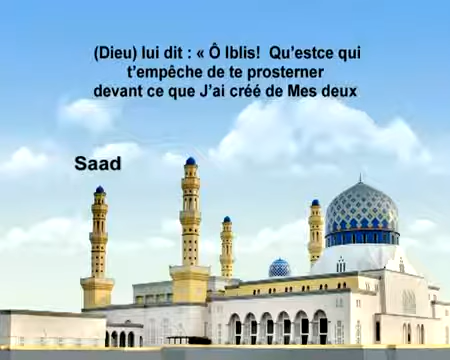 (Dieu) lui dit : « Ô Iblis!  Qu’estce qui
t’empêche de te prosterner
devant ce que J’ai créé de Mes deux
Saad